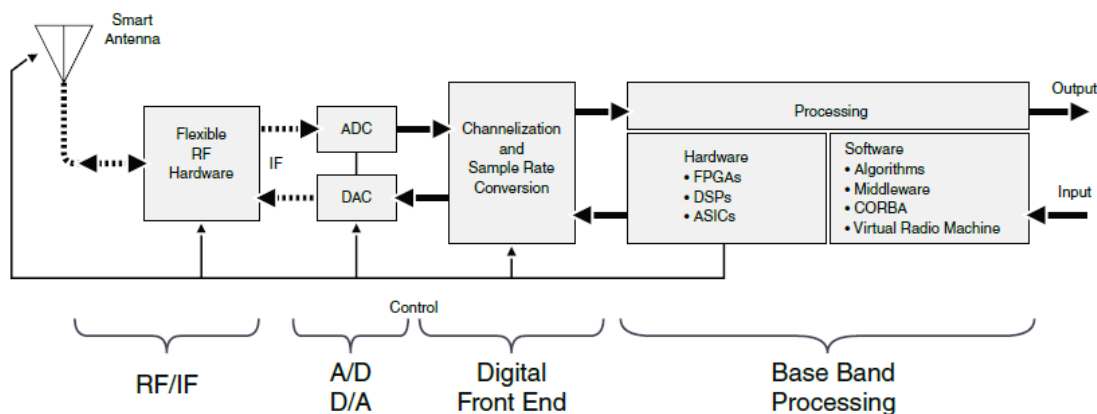 Smart
Antenna
Flexible
RF
Hardware
IF
ADC
DAC
Channelization
and
Sample Rate
Conversion
Processing
Hardware
• FPGAs
• DSPs
• ASICs
Software
• Algorithms
• Middleware
• CORBA
• Virtual Radio Machine
Output
Input
Control
RF/IF
A/D
D/A
Digital
Front End
Base Band
Processing